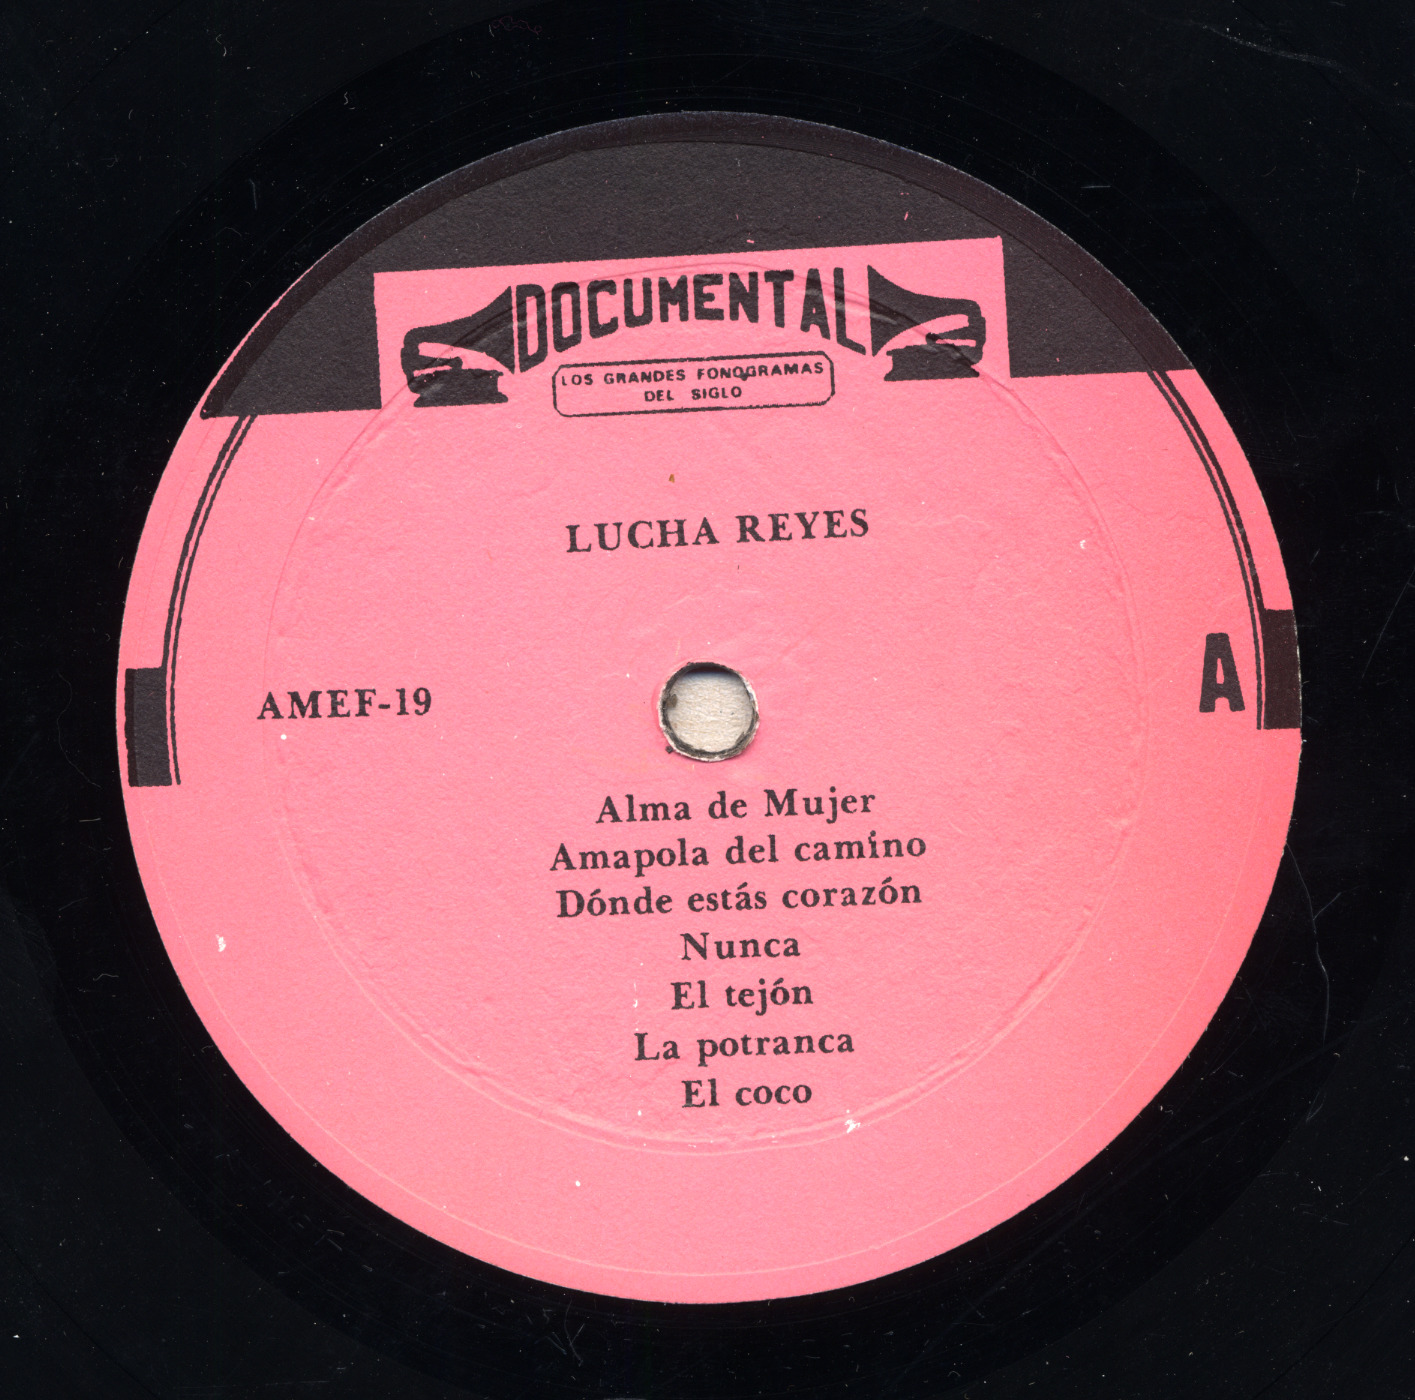 DOCUMENTAL
LOS GRANDES FONOGRAMAS
DEL SIGLO
LUCHA REYES
AMEF-19
A
Alma de Mujer
Amapola del camino
Dónde estás corazón
Nunca
El tejón
La potranca
El coco